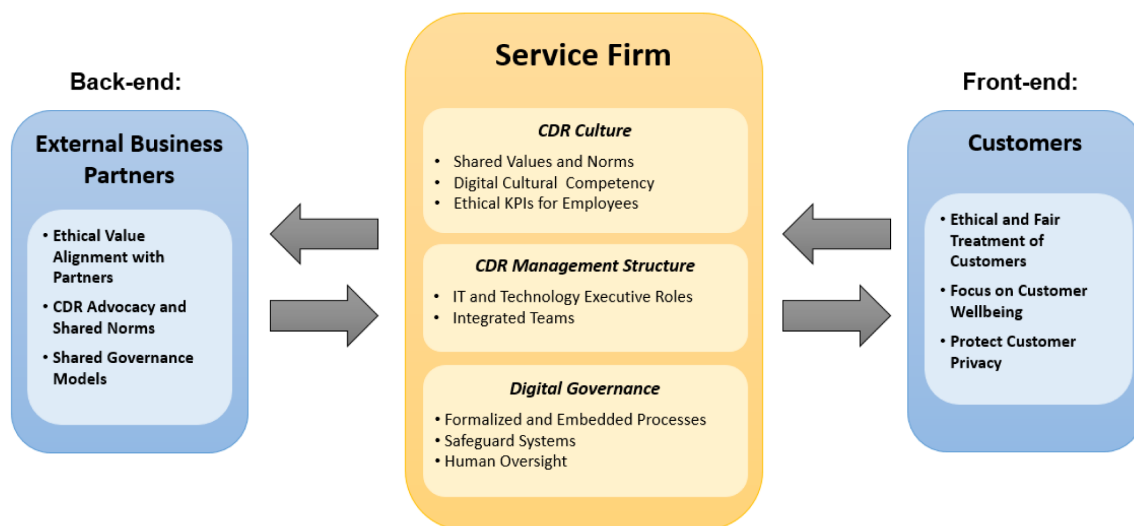 Back-end:
External Business
Partners
• Ethical Value
Alignment with
Partners
• CDR Advocacy and
Shared Norms
• Shared Governance
Models
Service Firm
CDR Culture
• Shared Values and Norms
• Digital Cultural Competency
• Ethical KPIs for Employees
CDR Management Structure
• IT and Technology Executive Roles
• Integrated Teams
Digital Governance
• Formalized and Embedded Processes
• Safeguard Systems
• Human Oversight
Front-end:
Customers
• Ethical and Fair
Treatment of
Customers
• Focus on Customer
Wellbeing
• Protect Customer
Privacy